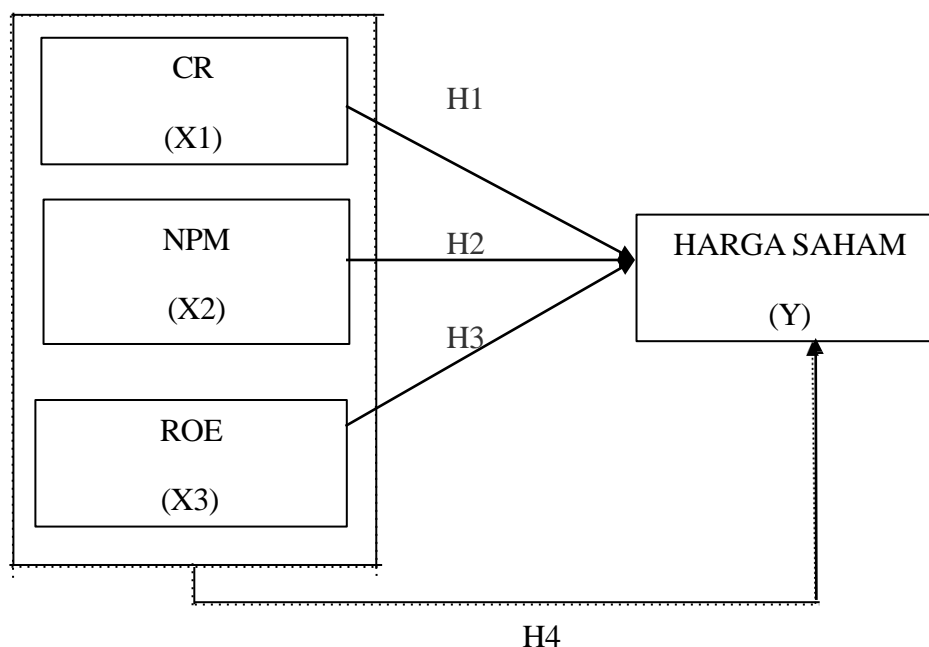 CR
(X1)
NPM
(X2)
ROE
(X3)
H1
H2
H3
HARGA SAHAM
(Y)
H4